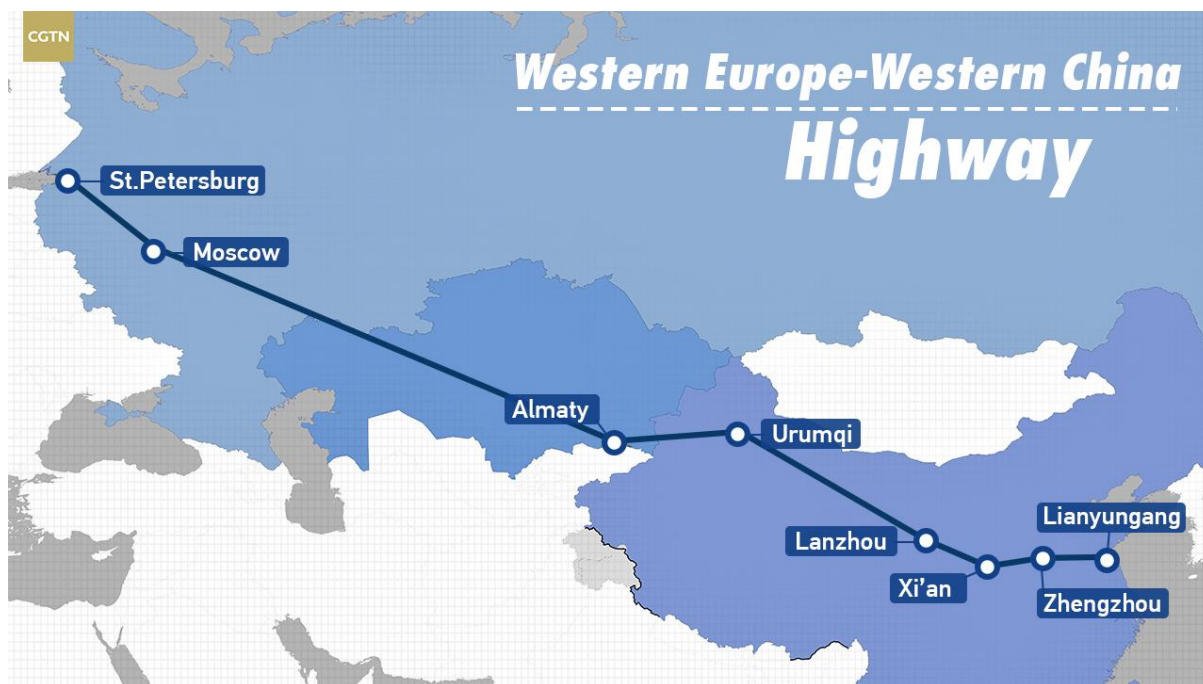 CGTN
Western Europe-Western China
Highway
St.Petersburg
Moscow
Almaty
Urumqi
Lianyungang
Lanzhou
Xi’an
Zhengzhou